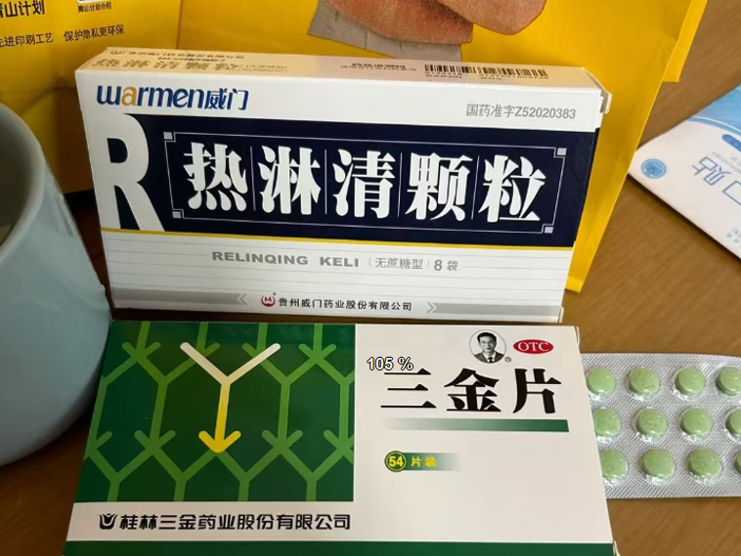 青山计划
先进印刷工艺 保护隐私更环保
warmen威门
国药准字Z52020383
R
热淋清颗粒
RELINQING KELI (无蔗糖型) 8袋
贵州威门药业股份有限公司
OTC
105 %
三金片
54片装
桂林三金药业股份有限公司